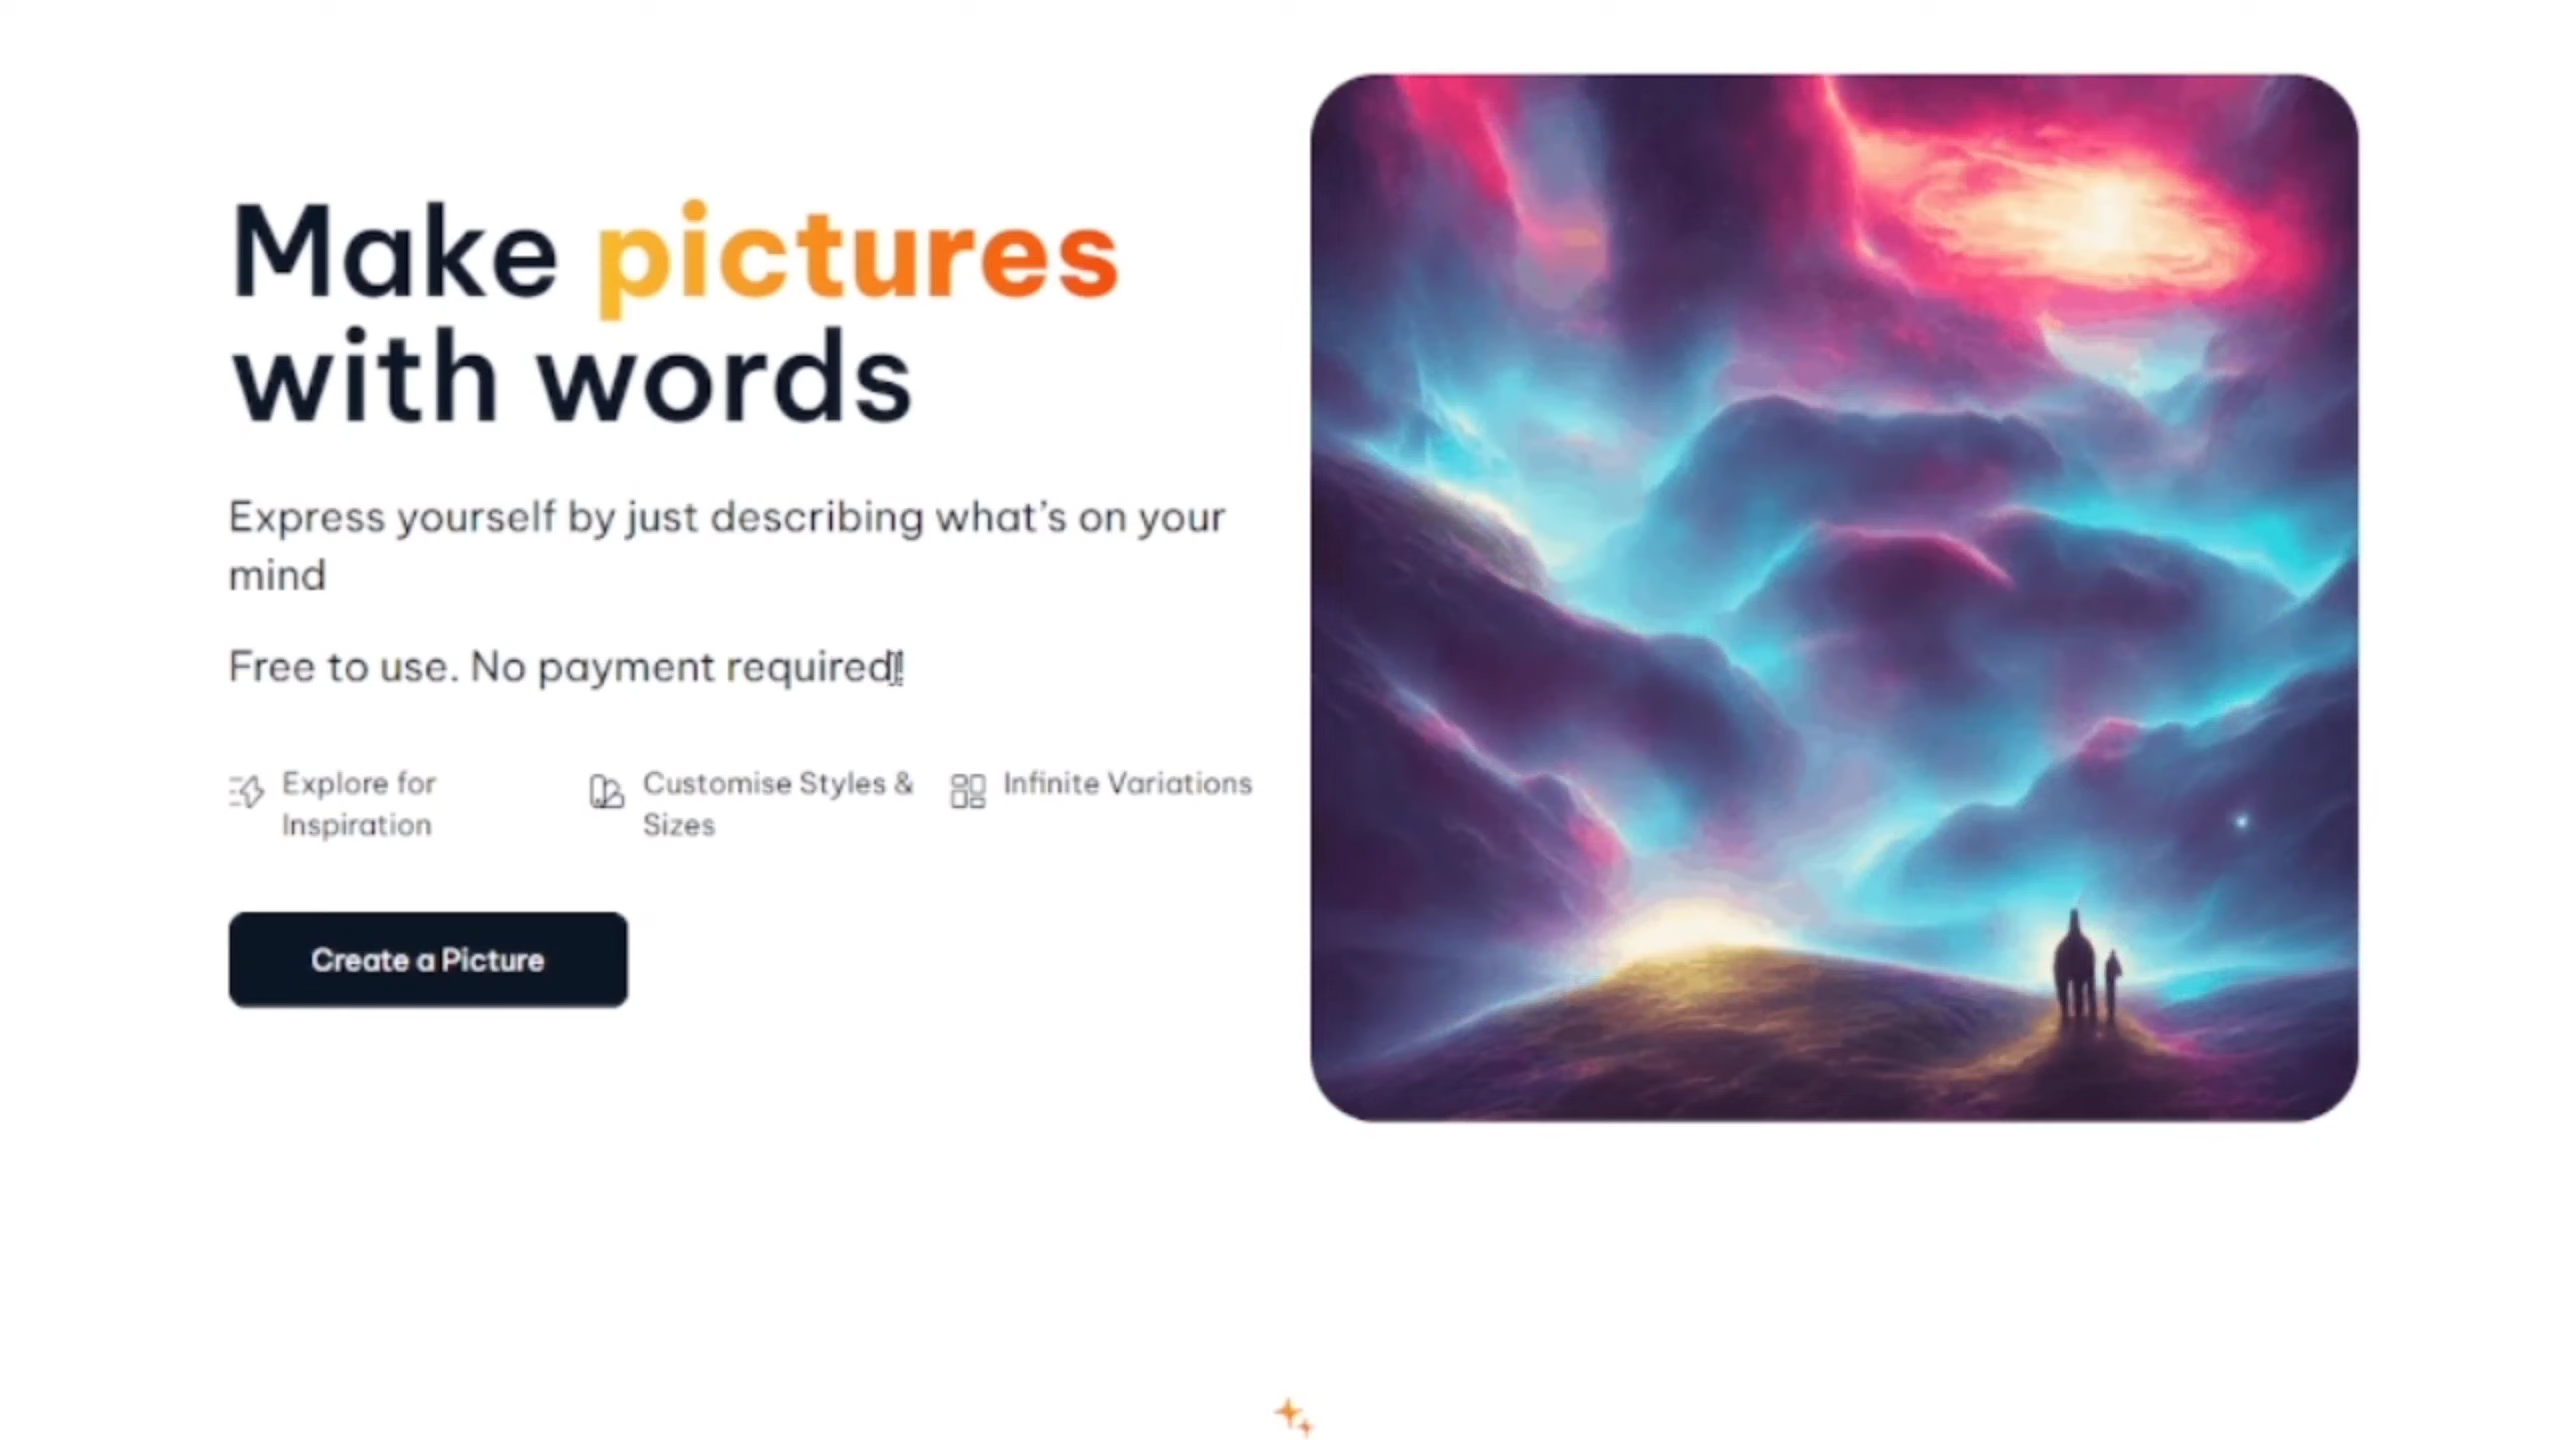 Make pictures
with words
Express yourself by just describing what's on your
mind
Free to use. No payment required!
Explore for
Inspiration
Customise Styles &
Sizes
Infinite Variations
Create a Picture